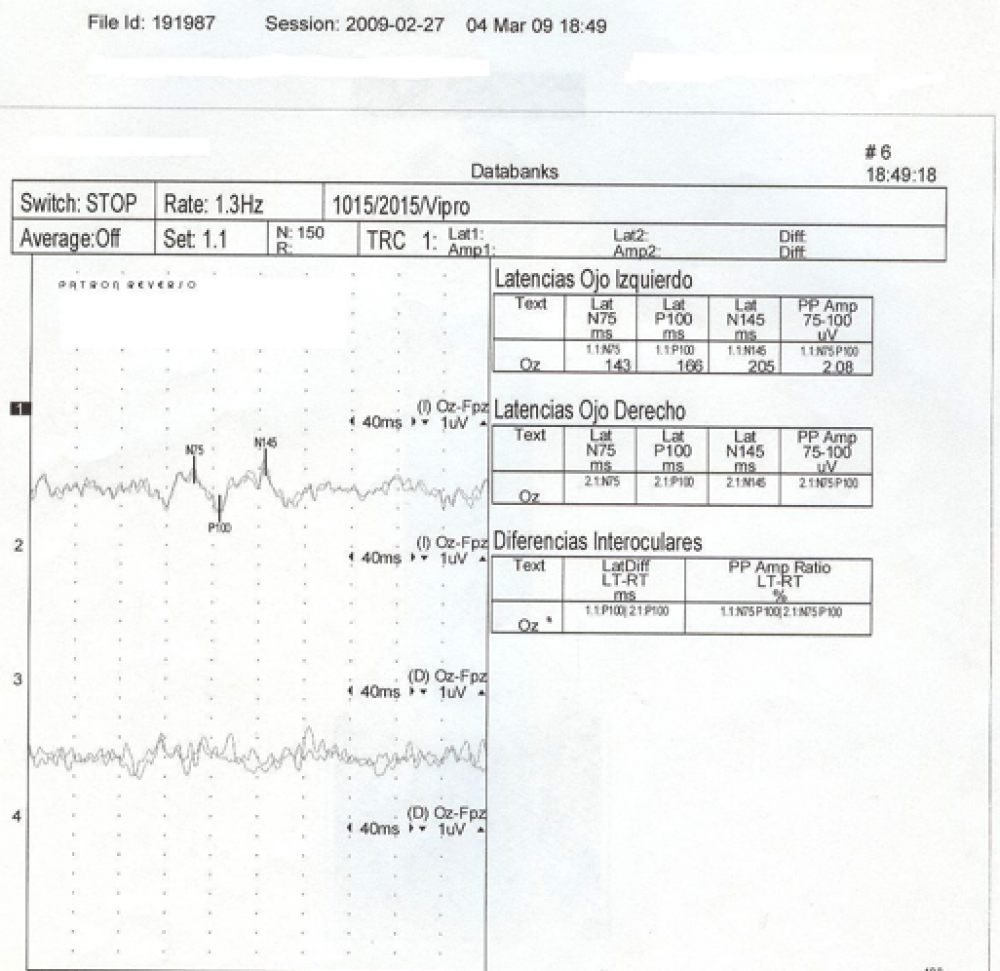 File Id: 191987 Session: 2009-02-27 04 Mar 09 18:49
# 6
Databanks 18:49:18
Switch: STOP Rate: 1.3Hz 1015/2015/Vipro
Average:Off Set: 1.1 N: 150 R: TRC 1: Lat1: Lat2: Diff:
Amp1: Amp2: Diff:
PATRON REVERSO
1
(I) Oz-Fpz
40ms 1uV
N75 N145
P100
2
(I) Oz-Fpz
40ms 1uV
3
(D) Oz-Fpz
40ms 1uV
4
(D) Oz-Fpz
40ms 1uV
Latencias Ojo Izquierdo
Text Lat N75 ms Lat P100 ms Lat N145 ms PP Amp 75-100 uV
1.1:N75 1.1:P100 1.1:N145 1.1:N75 P100
Oz 143 166 205 2.08
Latencias Ojo Derecho
Text Lat N75 ms Lat P100 ms Lat N145 ms PP Amp 75-100 uV
2.1:N75 2.1:P100 2.1:N145 2.1:N75 P100
Oz
Diferencias Interoculares
Text LatDiff LT-RT ms PP Amp Ratio LT-RT %
1.1:P100| 2.1:P100 1.1:N75 P100| 2.1:N75 P100
Oz